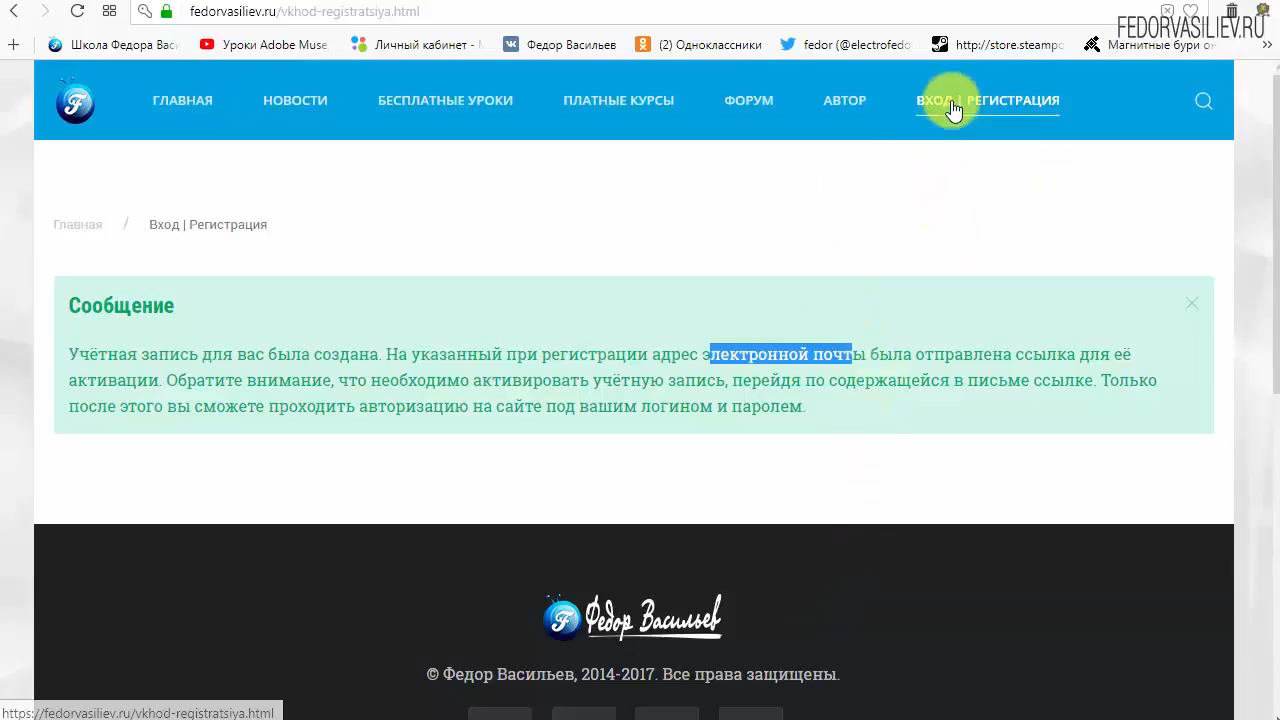 fedorvasiliev.ru/vkhod-registratsiya.html
FEDORVASILIEV.RU
Школа Федора Васи
Уроки Adobe Muse,
Личный кабинет - М
Федор Васильев
(2) Одноклассники
fedor (@electrofedo
http://store.steampo
Магнитные бури он
ГЛАВНАЯ
НОВОСТИ
БЕСПЛАТНЫЕ УРОКИ
ПЛАТНЫЕ КУРСЫ
ФОРУМ
АВТОР
ВХОД | РЕГИСТРАЦИЯ
Главная / Вход | Регистрация
Сообщение
Учётная запись для вас была создана. На указанный при регистрации адрес электронной почты была отправлена ссылка для её
активации. Обратите внимание, что необходимо активировать учётную запись, перейдя по содержащейся в письме ссылке. Только
после этого вы сможете проходить авторизацию на сайте под вашим логином и паролем.
Федор Васильев
© Федор Васильев, 2014-2017. Все права защищены.
https://fedorvasiliev.ru/vkhod-registratsiya.html